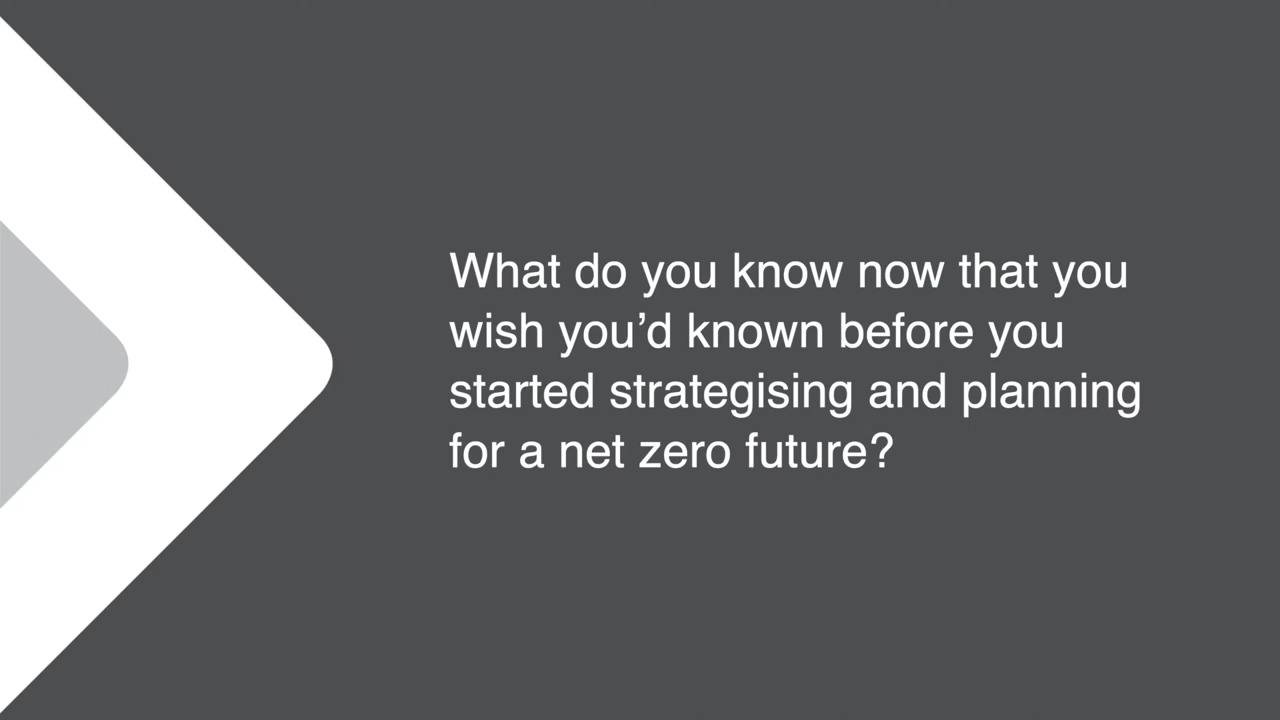 What do you know now that you
wish you’d known before you
started strategising and planning
for a net zero future?